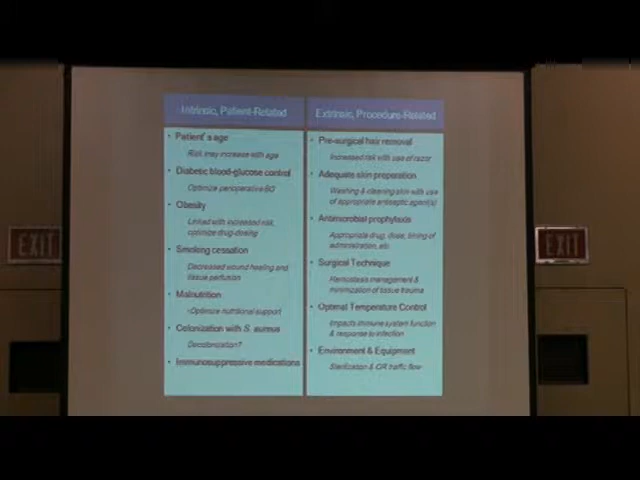 EXIT
Intrinsic, Patient-Related
• Patient's age
Risk may increase with age
• Diabetic blood-glucose control
Optimize perioperative BG
• Obesity
Linked with increased risk,
optimize drug-dosing
• Smoking cessation
Decreased wound healing and
tissue perfusion
• Malnutrition
-Optimize nutritional support
• Colonization with S. aureus
Decolonization?
• Immunosuppressive medications
Extrinsic, Procedure-Related
• Pre-surgical hair removal
Increased risk with use of razor
• Adequate skin preparation
Washing & cleaning skin with use
of appropriate antiseptic agent(s)
• Antimicrobial prophylaxis
Appropriate drug, dose, timing of
administration, etc
• Surgical Technique
Hemostasis management &
minimization of tissue trauma
• Optimal Temperature Control
Impacts immune system function
& response to infection
• Environment & Equipment
Sterilization & OR traffic flow
EXIT